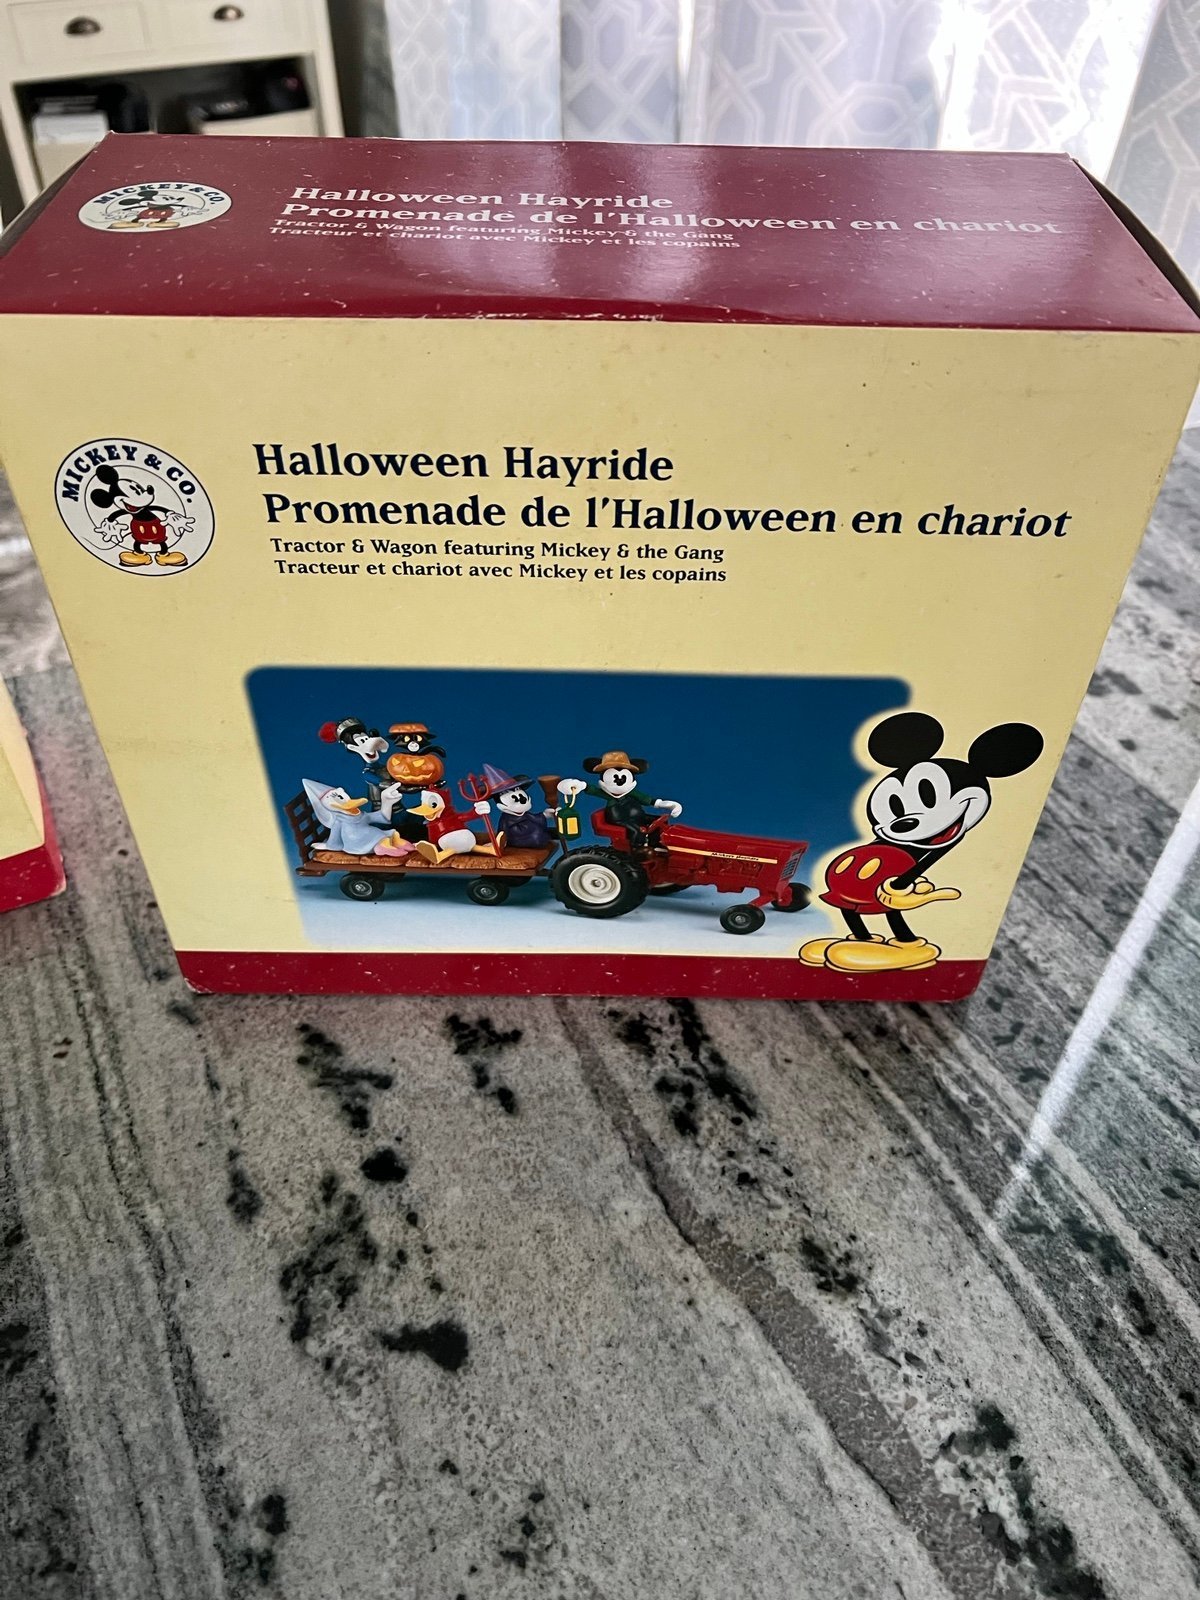 MICKEY & CO.
Halloween Hayride
Promenade de l'Halloween en chariot
Tractor & Wagon featuring Mickey & the Gang
Tracteur et chariot avec Mickey et les copains
MICKEY & CO.
Halloween Hayride
Promenade de l'Halloween en chariot
Tractor & Wagon featuring Mickey & the Gang
Tracteur et chariot avec Mickey et les copains